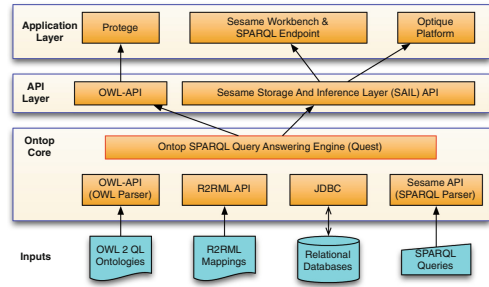 Application
Layer
Protege
Sesame Workbench &
SPARQL Endpoint
Optique
Platform
API
Layer
OWL-API
Sesame Storage And Inference Layer (SAIL) API
Ontop
Core
Ontop SPARQL Query Answering Engine (Quest)
OWL-API
(OWL Parser)
R2RML API
JDBC
Sesame API
(SPARQL Parser)
Inputs
OWL 2 QL
Ontologies
R2RML
Mappings
Relational
Databases
SPARQL
Queries